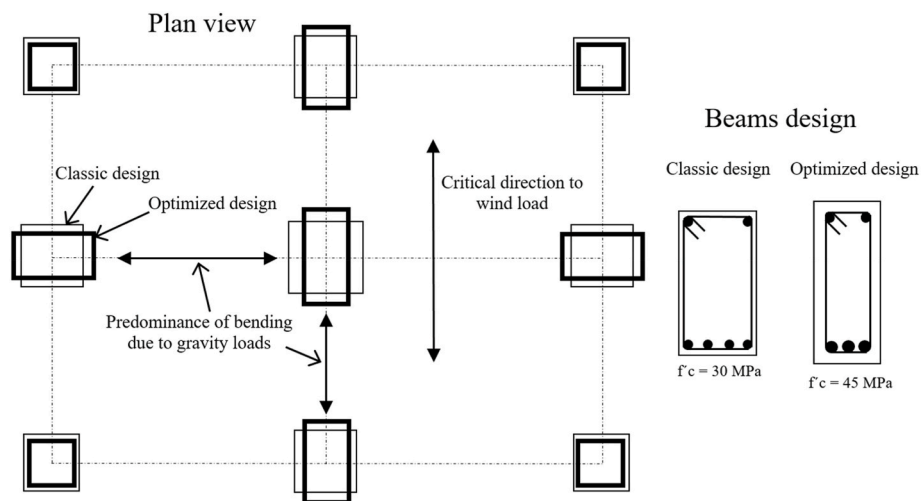 Plan view
Classic design
Optimized design
Critical direction to
wind load
Predominance of bending
due to gravity loads
Beams design
Classic design
Optimized design
f´c = 30 MPa
f´c = 45 MPa